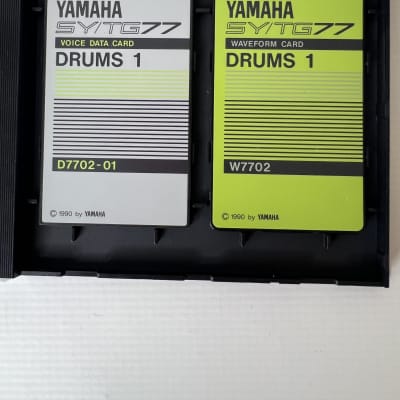 YAMAHA
SY/TG77
VOICE DATA CARD
DRUMS 1
D7702-01
© 1990 by YAMAHA
YAMAHA
SY/TG77
WAVEFORM CARD
DRUMS 1
W7702
© 1990 by YAMAHA